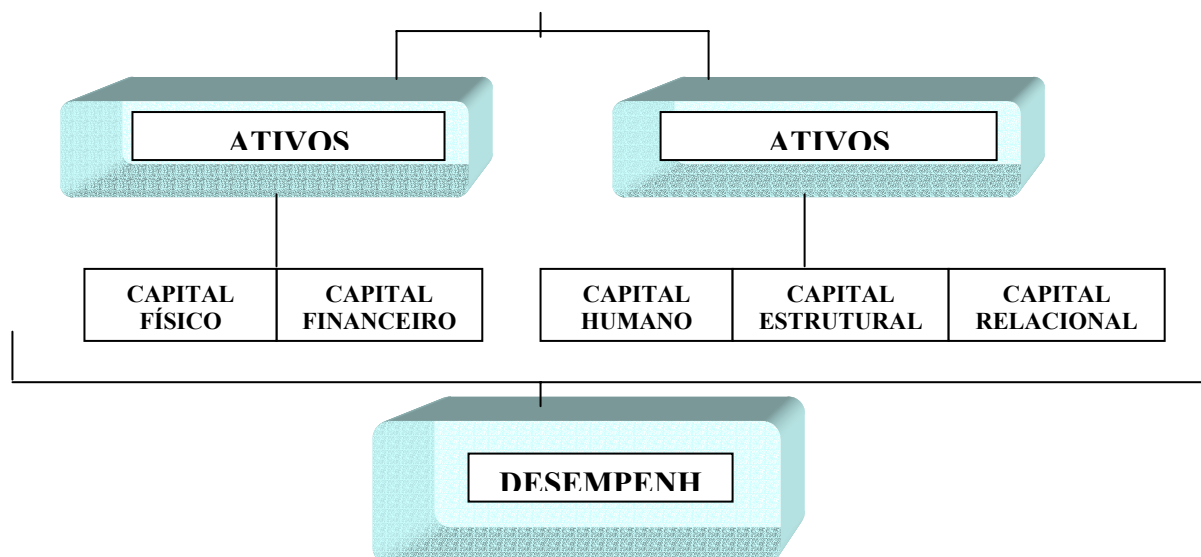 ATIVOS
ATIVOS
CAPITAL
FÍSICO
CAPITAL
FINANCEIRO
CAPITAL
HUMANO
CAPITAL
ESTRUTURAL
CAPITAL
RELACIONAL
DESEMPENH